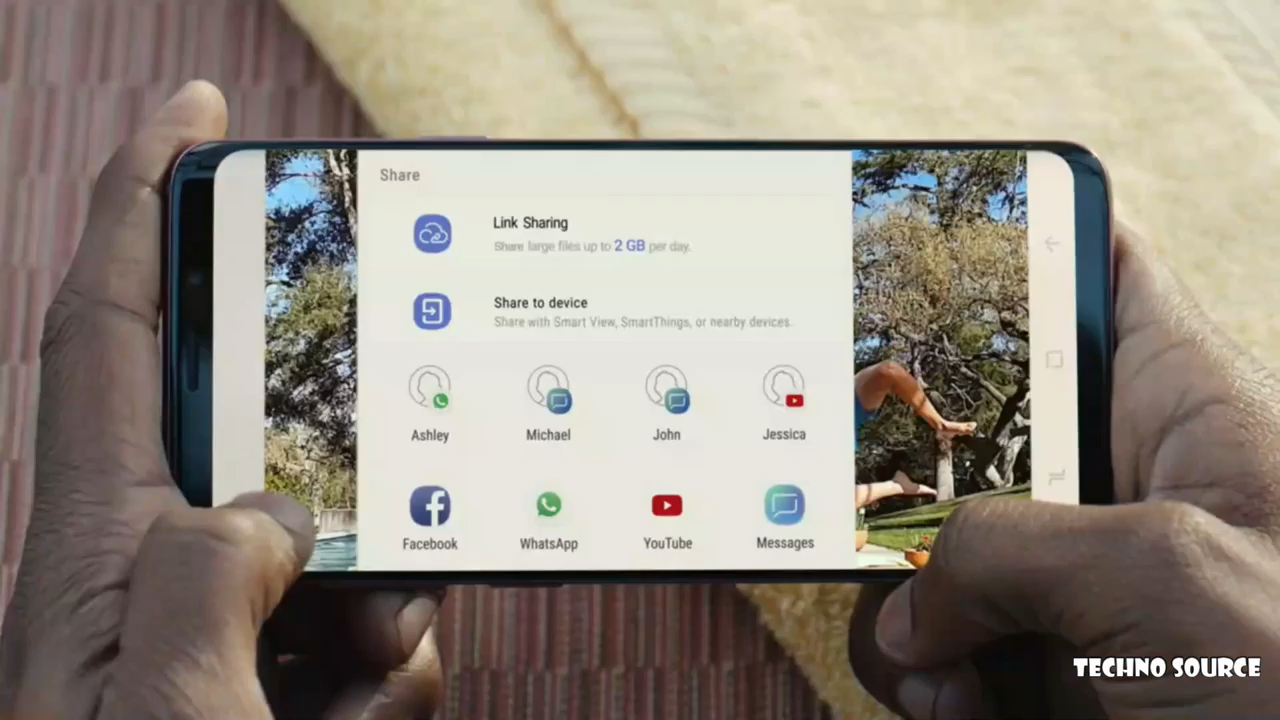 Share
Link Sharing
Share large files up to 2 GB per day.
Share to device
Share with Smart View, SmartThings, or nearby devices.
Ashley Michael John Jessica
Facebook WhatsApp YouTube Messages
TECHNO SOURCE